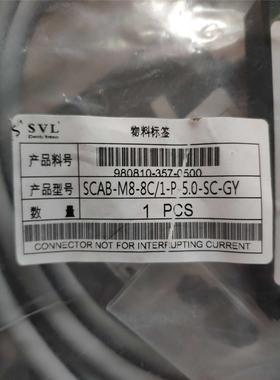 SVL
物料标签
产品料号
980810-357-0500
产品型号 SCAB-M8-8C/1-P 5.0-SC-GY
数量 1 PCS
CONNECTOR NOT FOR INTERRUPTING CURRENT